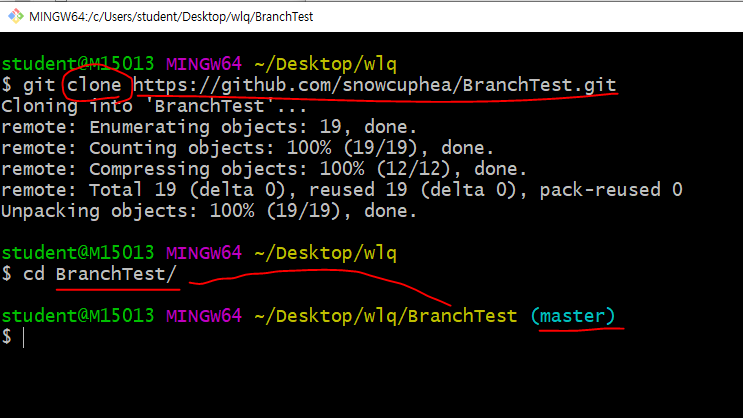 MINGW64:/c/Users/student/Desktop/wlq/BranchTest
student@M15013 MINGW64 ~/Desktop/wlq
$ git clone https://github.com/snowcuphea/BranchTest.git
Cloning into 'BranchTest'...
remote: Enumerating objects: 19, done.
remote: Counting objects: 100% (19/19), done.
remote: Compressing objects: 100% (12/12), done.
remote: Total 19 (delta 0), reused 19 (delta 0), pack-reused 0
Unpacking objects: 100% (19/19), done.
student@M15013 MINGW64 ~/Desktop/wlq
$ cd BranchTest/
student@M15013 MINGW64 ~/Desktop/wlq/BranchTest (master)
$